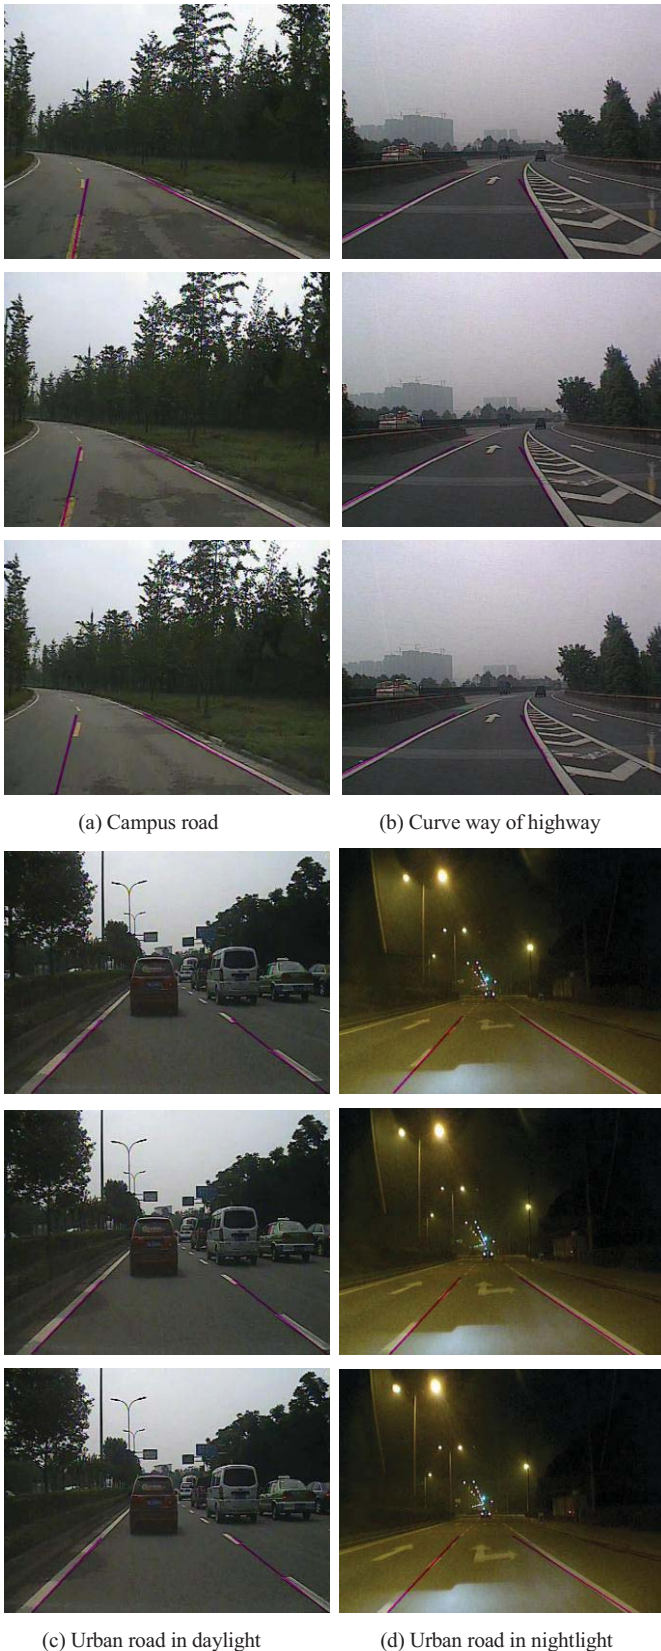 (a) Campus road
(b) Curve way of highway
(c) Urban road in daylight
(d) Urban road in nightlight